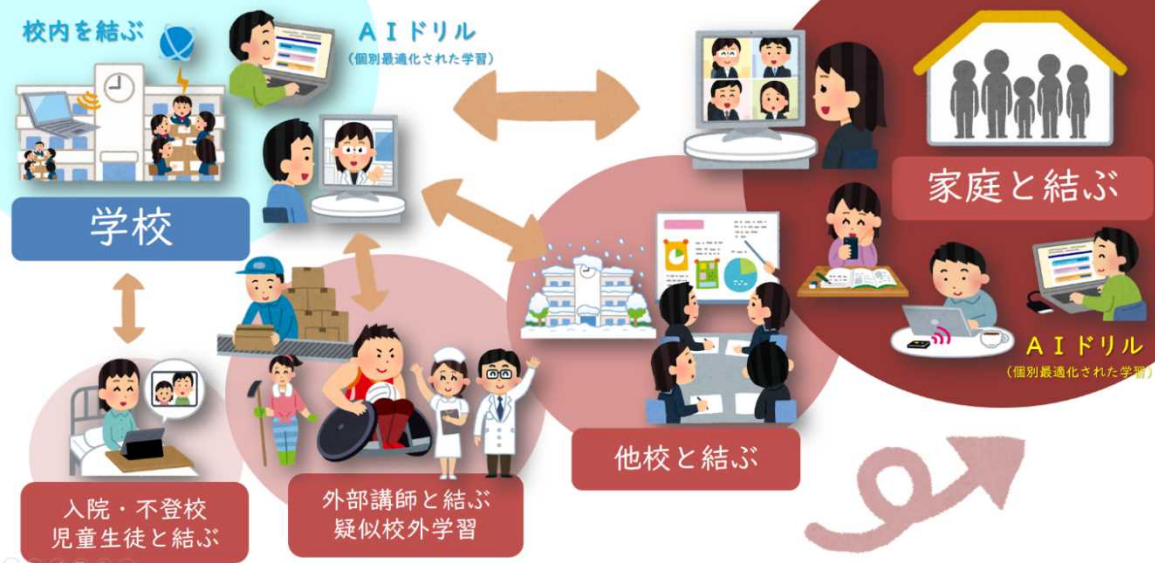 校内を結ぶ
ＡＩドリル
（個別最適化された学習）
学校
家庭と結ぶ
ＡＩドリル
（個別最適化された学習）
他校と結ぶ
外部講師と結ぶ
疑似校外学習
入院・不登校
児童生徒と結ぶ